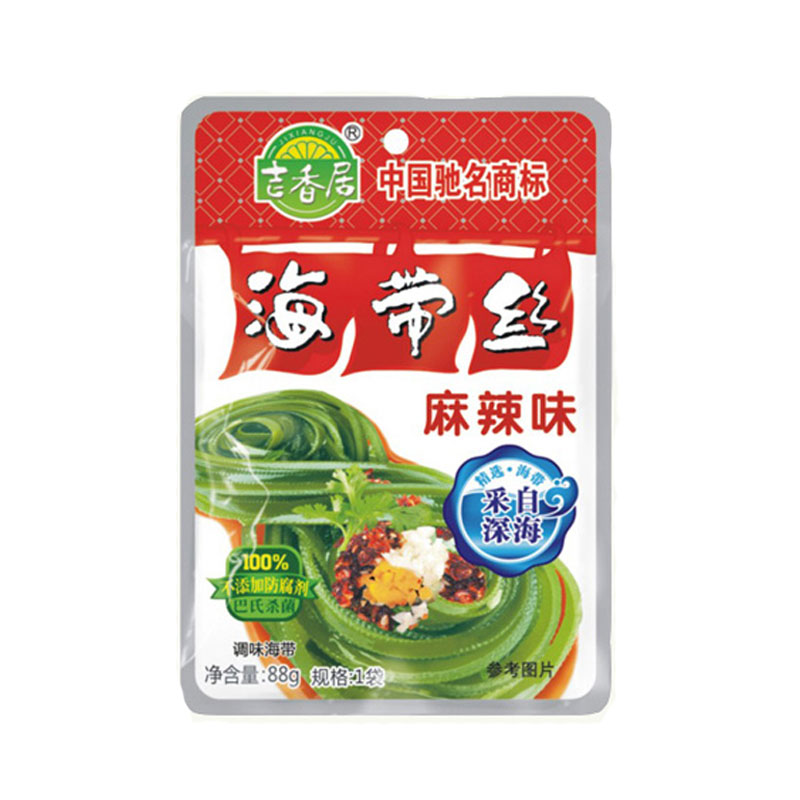 JIXIANGJU
吉香居
®
中国驰名商标
海带丝
麻辣味
精选·海带
采自
深海
100%
不添加防腐剂
巴氏杀菌
调味海带
净含量:88g 规格:1袋
参考图片